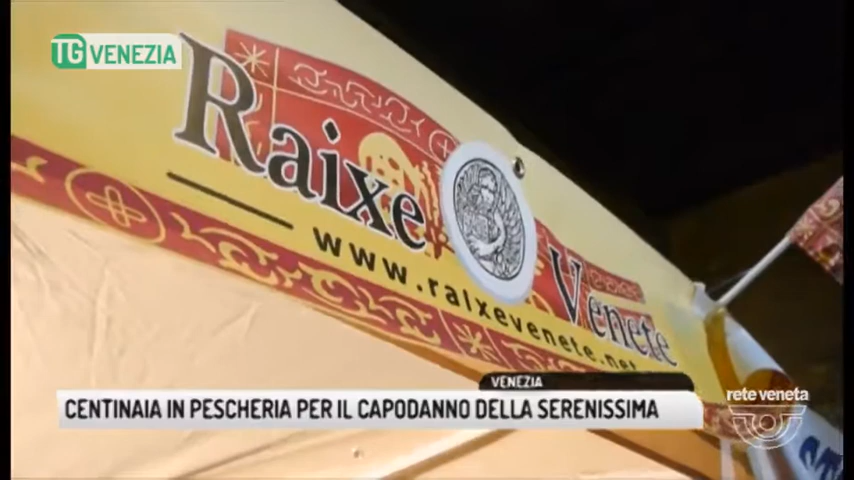 TG VENEZIA
Raixe Venete
www.raixevenete.net
VENEZIA
CENTINAIA IN PESCHERIA PER IL CAPODANNO DELLA SERENISSIMA
rete veneta